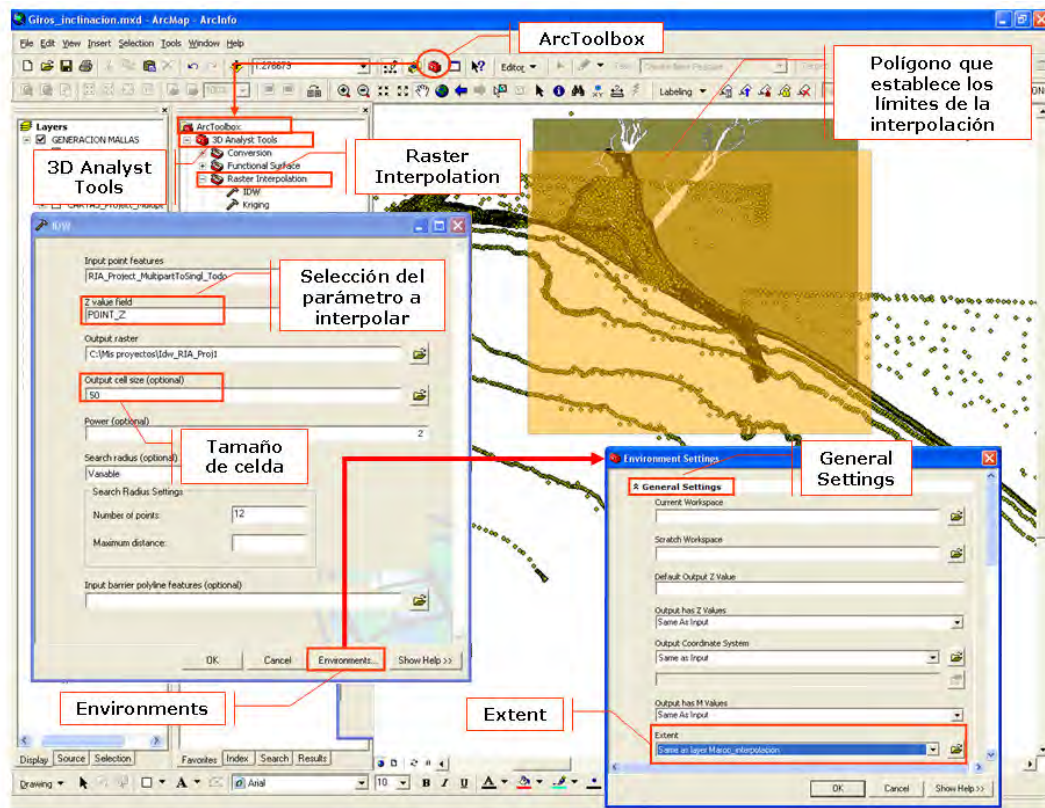 Giros_inclinacion.mxd - ArcMap - ArcInfo
File Edit View Insert Selection Tools Window Help
ArcToolbox
Editor
Labeling
Polígono que
establece los
límites de la
interpolación
Layers
GENERACION MALLAS
3D Analyst
Tools
ArcToolbox
3D Analyst Tools
Conversion
Functional Surface
Raster Interpolation
IDW
Kriging
Raster
Interpolation
IDW
Input point features
RIA_Project_MultipartToSingl_Todo
Z value field
POINT_Z
Selección del
parámetro a
interpolar
Output raster
C:\Mis proyectos\Idw_RIA_Proj1
Output cell size (optional)
50
Power (optional)
2
Tamaño
de celda
Search radius (optional)
Variable
Search Radius Settings
Number of points:
12
Maximum distance:
Input barrier polyline features (optional)
OK Cancel Environments... Show Help >>
Environments
Environment Settings
General
Settings
General Settings
Current Workspace
Scratch Workspace
Default Output Z Value
Output has Z Values
Same As Input
Output Coordinate System
Same as Input
Output has M Values
Same As Input
Extent
Extent
Same as layer Maroc_interpolacion
OK Cancel Show Help >>
Display Source Selection
Favorites Index Search Results
Drawing
Arial
10
B I U A